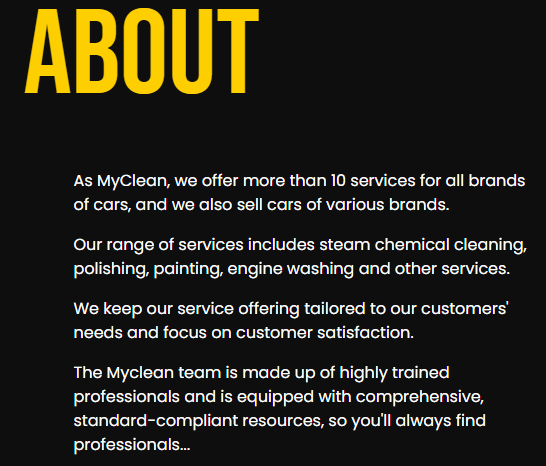 ABOUT
As MyClean, we offer more than 10 services for all brands
of cars, and we also sell cars of various brands.
Our range of services includes steam chemical cleaning,
polishing, painting, engine washing and other services.
We keep our service offering tailored to our customers'
needs and focus on customer satisfaction.
The Myclean team is made up of highly trained
professionals and is equipped with comprehensive,
standard-compliant resources, so you'll always find
professionals...